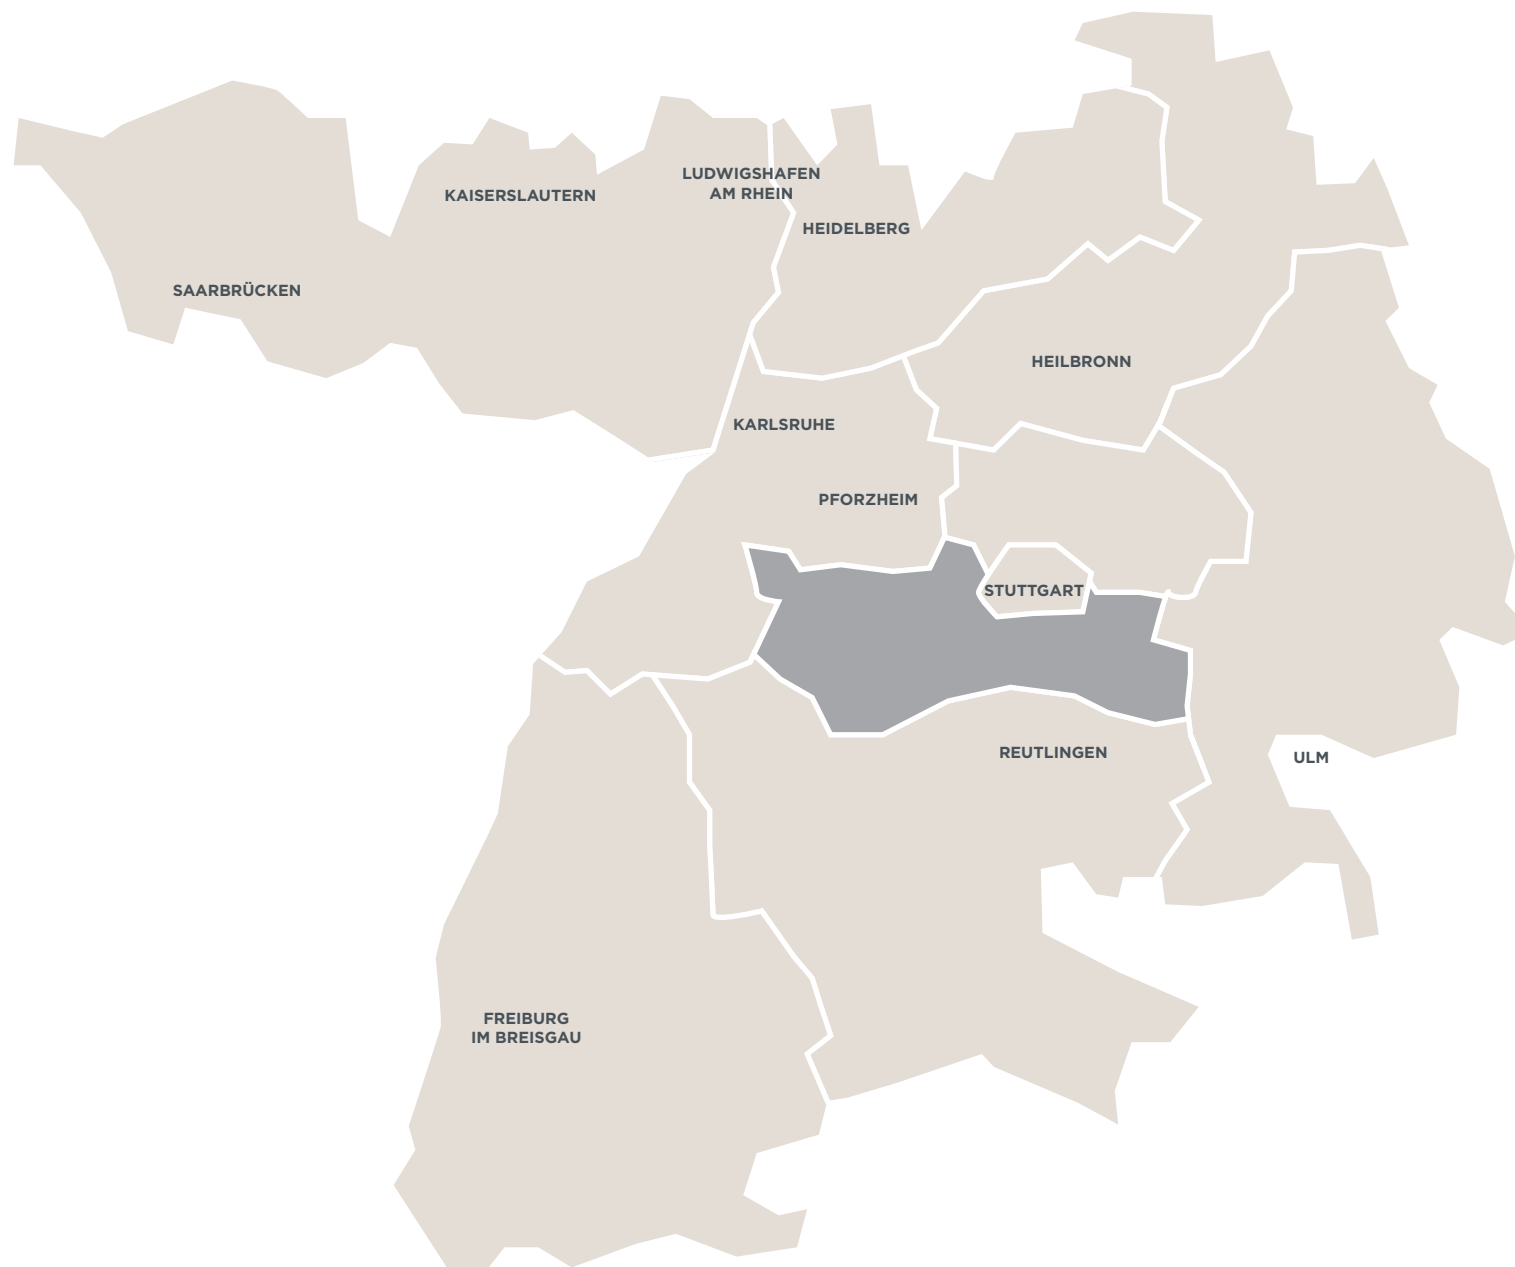 KAISERSLAUTERN
LUDWIGSHAFEN
AM RHEIN
HEIDELBERG
SAARBRÜCKEN
HEILBRONN
KARLSRUHE
PFORZHEIM
STUTTGART
REUTLINGEN
ULM
FREIBURG
IM BREISGAU